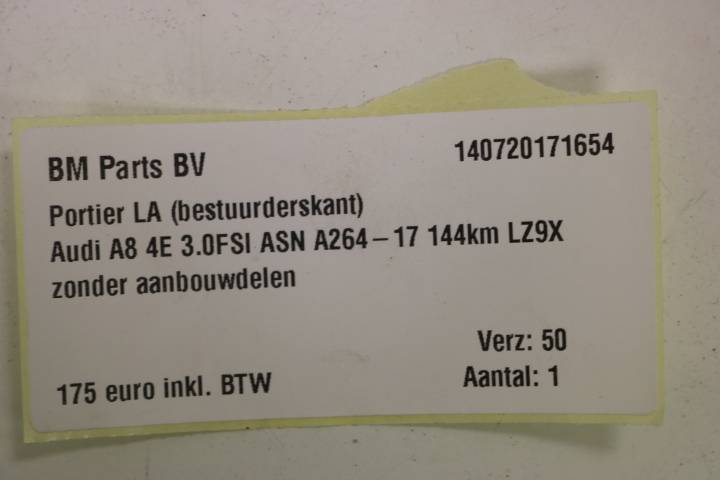 BM Parts BV 140720171654
Portier LA (bestuurderskant)
Audi A8 4E 3.0FSI ASN A264 – 17 144km LZ9X
zonder aanbouwdelen
Verz: 50
175 euro inkl. BTW Aantal: 1